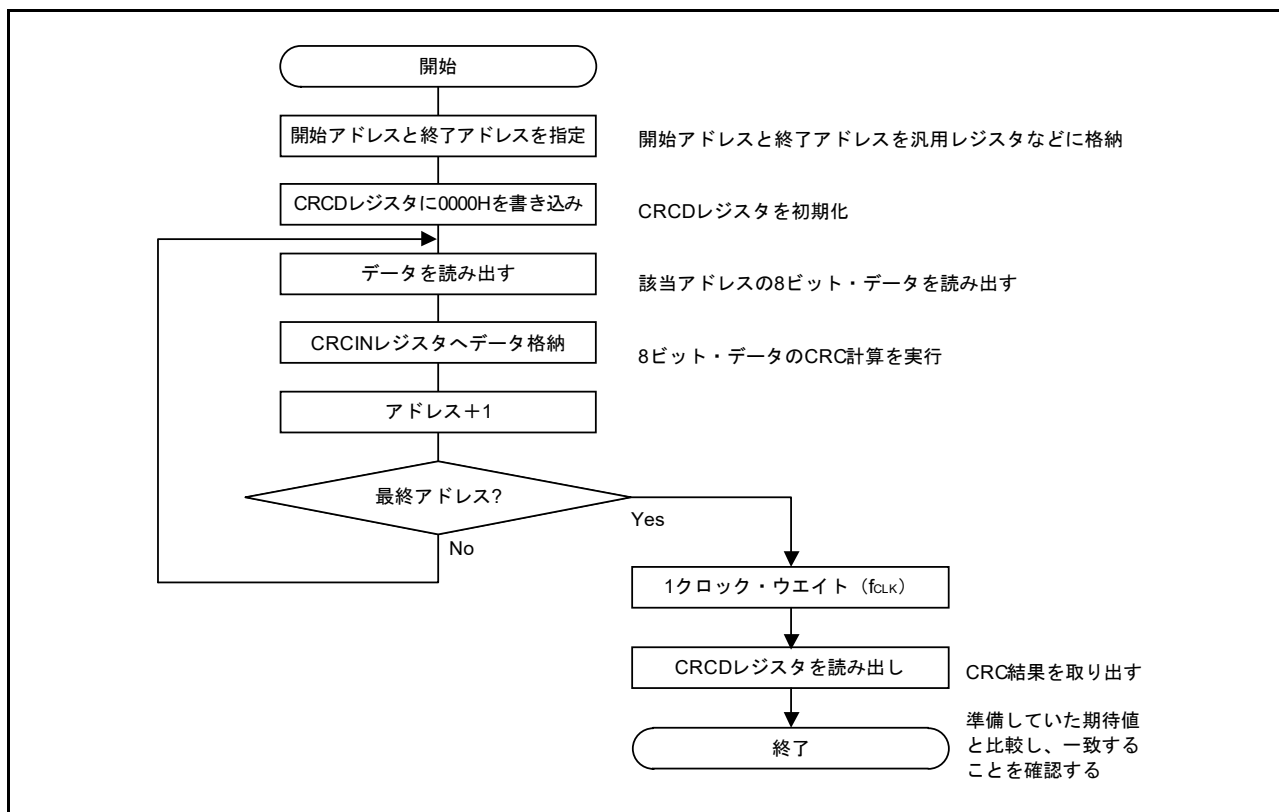 開始
開始アドレスと終了アドレスを指定
開始アドレスと終了アドレスを汎用レジスタなどに格納
CRCDレジスタに0000Hを書き込み
CRCDレジスタを初期化
データを読み出す
該当アドレスの8ビット・データを読み出す
CRCINレジスタへデータ格納
8ビット・データのCRC計算を実行
アドレス+1
最終アドレス?
Yes
No
1クロック・ウエイト（fCLK）
CRCDレジスタを読み出し
CRC結果を取り出す
終了
準備していた期待値
と比較し、一致する
ことを確認する